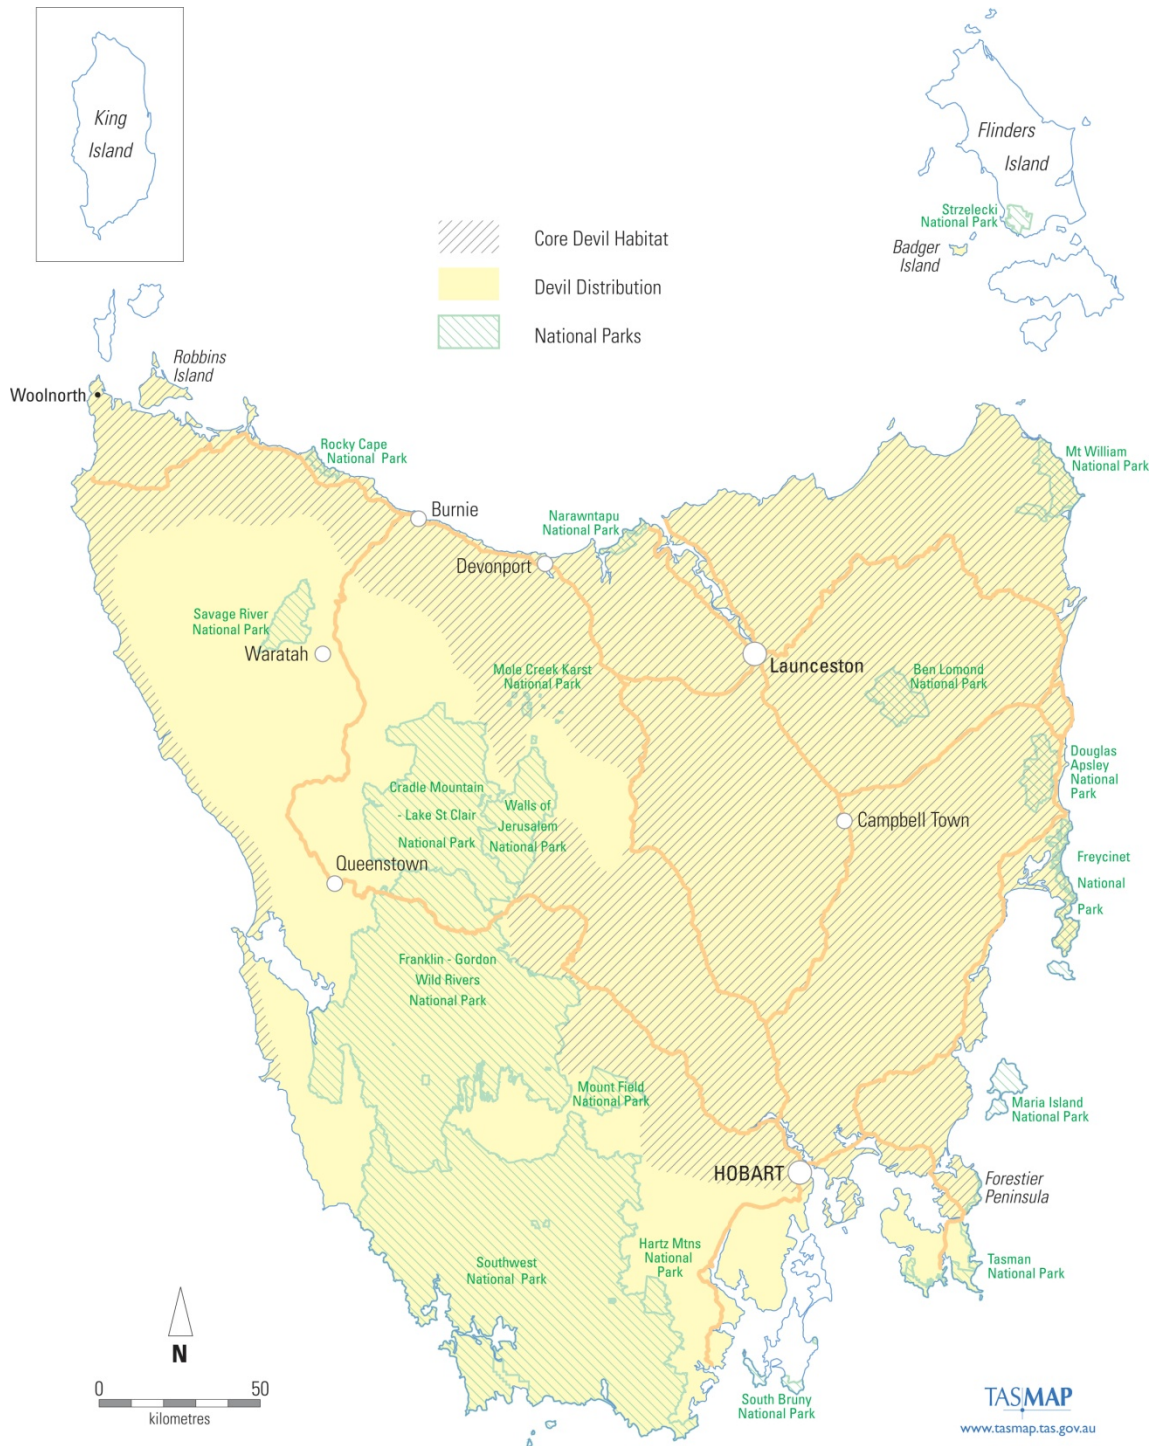 King
Island
Flinders
Island
Strzelecki
National Park
Badger
Island
Core Devil Habitat
Devil Distribution
National Parks
Robbins
Island
Woolnorth
Rocky Cape
National Park
Mt William
National Park
Burnie
Narawntapu
National Park
Devonport
Savage River
National Park
Waratah
Launceston
Mole Creek Karst
National Park
Ben Lomond
National Park
Douglas
Apsley
National
Park
Cradle Mountain
- Lake St Clair
National Park
Walls of
Jerusalem
National Park
Campbell Town
Queenstown
Freycinet
National
Park
Franklin - Gordon
Wild Rivers
National Park
Mount Field
National Park
Maria Island
National Park
HOBART
Forestier
Peninsula
Hartz Mtns
National
Park
Southwest
National Park
Tasman
National Park
N
0 50
kilometres
South Bruny
National Park
TASMAP
www.tasmap.tas.gov.au